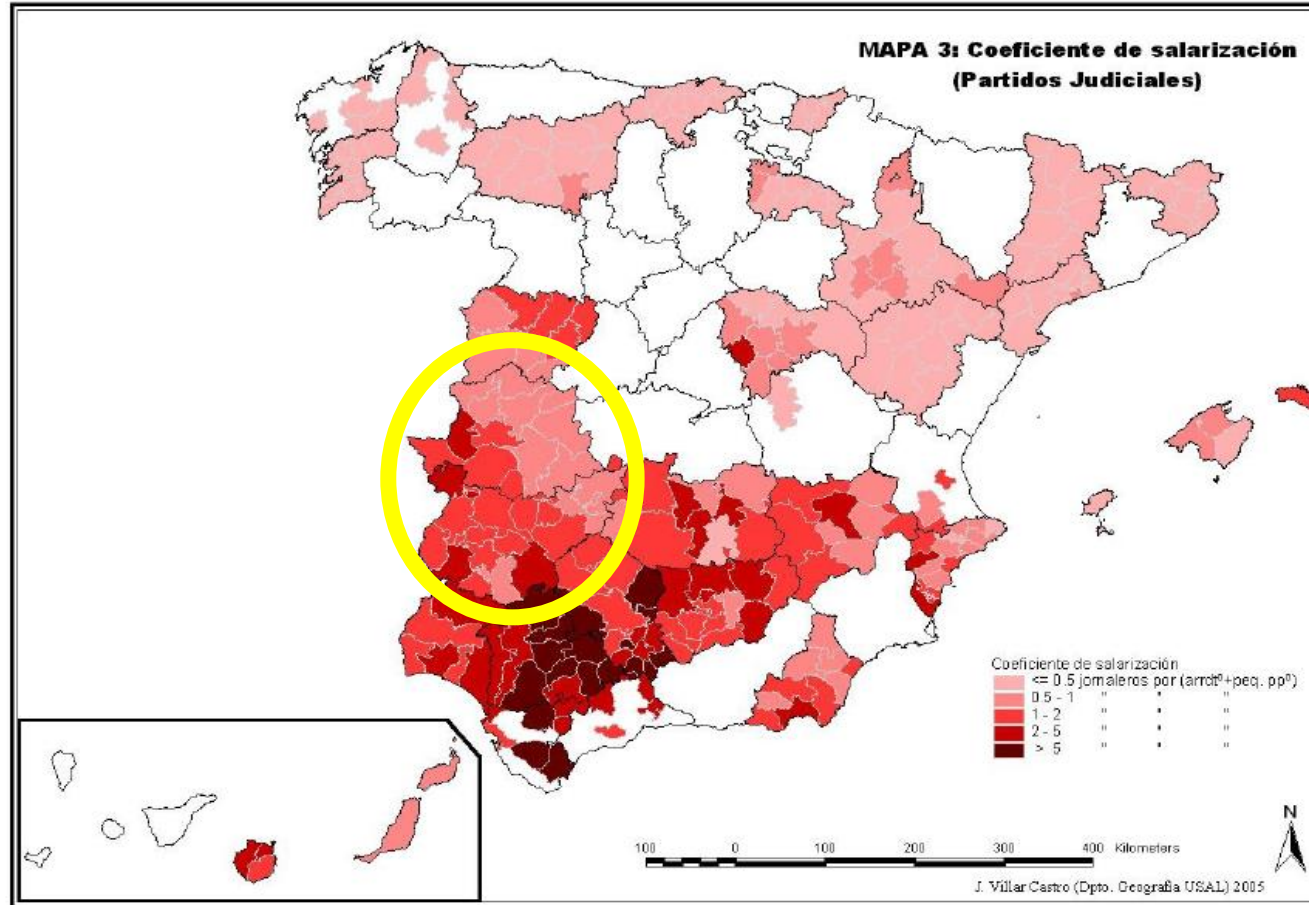 MAPA 3: Coeficiente de salarización
(Partidos Judiciales)
Coeficiente de salarización
<= 0.5 jornaleros por (arrdtº+peq. ppº)
0.5 - 1 " " "
1 - 2 " " "
2 - 5 " " "
> 5 " " "
N
100 0 100 200 300 400 Kilometers
J. Villar Castro (Dpto. Geografía USAL) 2005